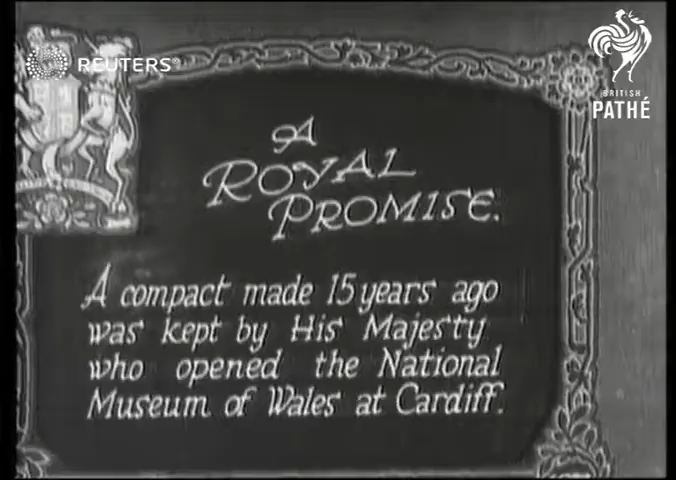 REUTERS
BRITISH
PATHÉ
A
ROYAL
PROMISE.
A compact made 15 years ago
was kept by His Majesty
who opened the National
Museum of Wales at Cardiff.